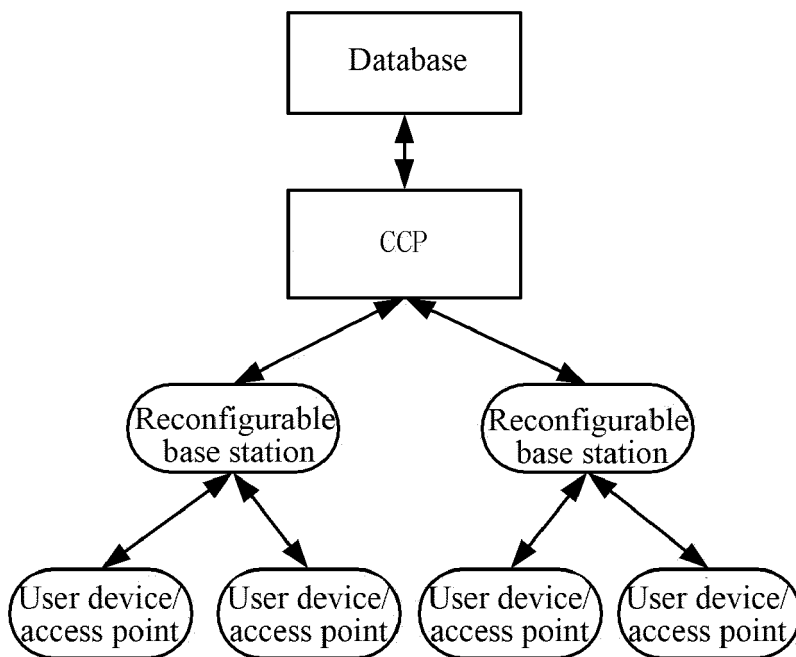 Database
CCP
Reconfigurable
base station
Reconfigurable
base station
User device/
access point
User device/
access point
User device/
access point
User device/
access point